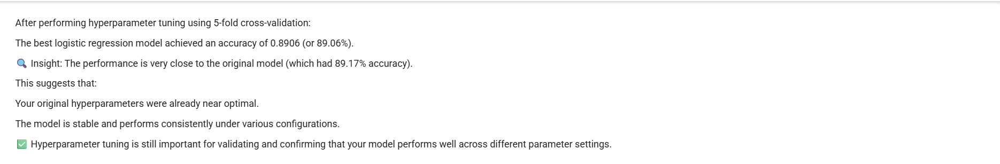 After performing hyperparameter tuning using 5-fold cross-validation:
The best logistic regression model achieved an accuracy of 0.8906 (or 89.06%).
🔍 Insight: The performance is very close to the original model (which had 89.17% accuracy).
This suggests that:
Your original hyperparameters were already near optimal.
The model is stable and performs consistently under various configurations.
✅ Hyperparameter tuning is still important for validating and confirming that your model performs well across different parameter settings.